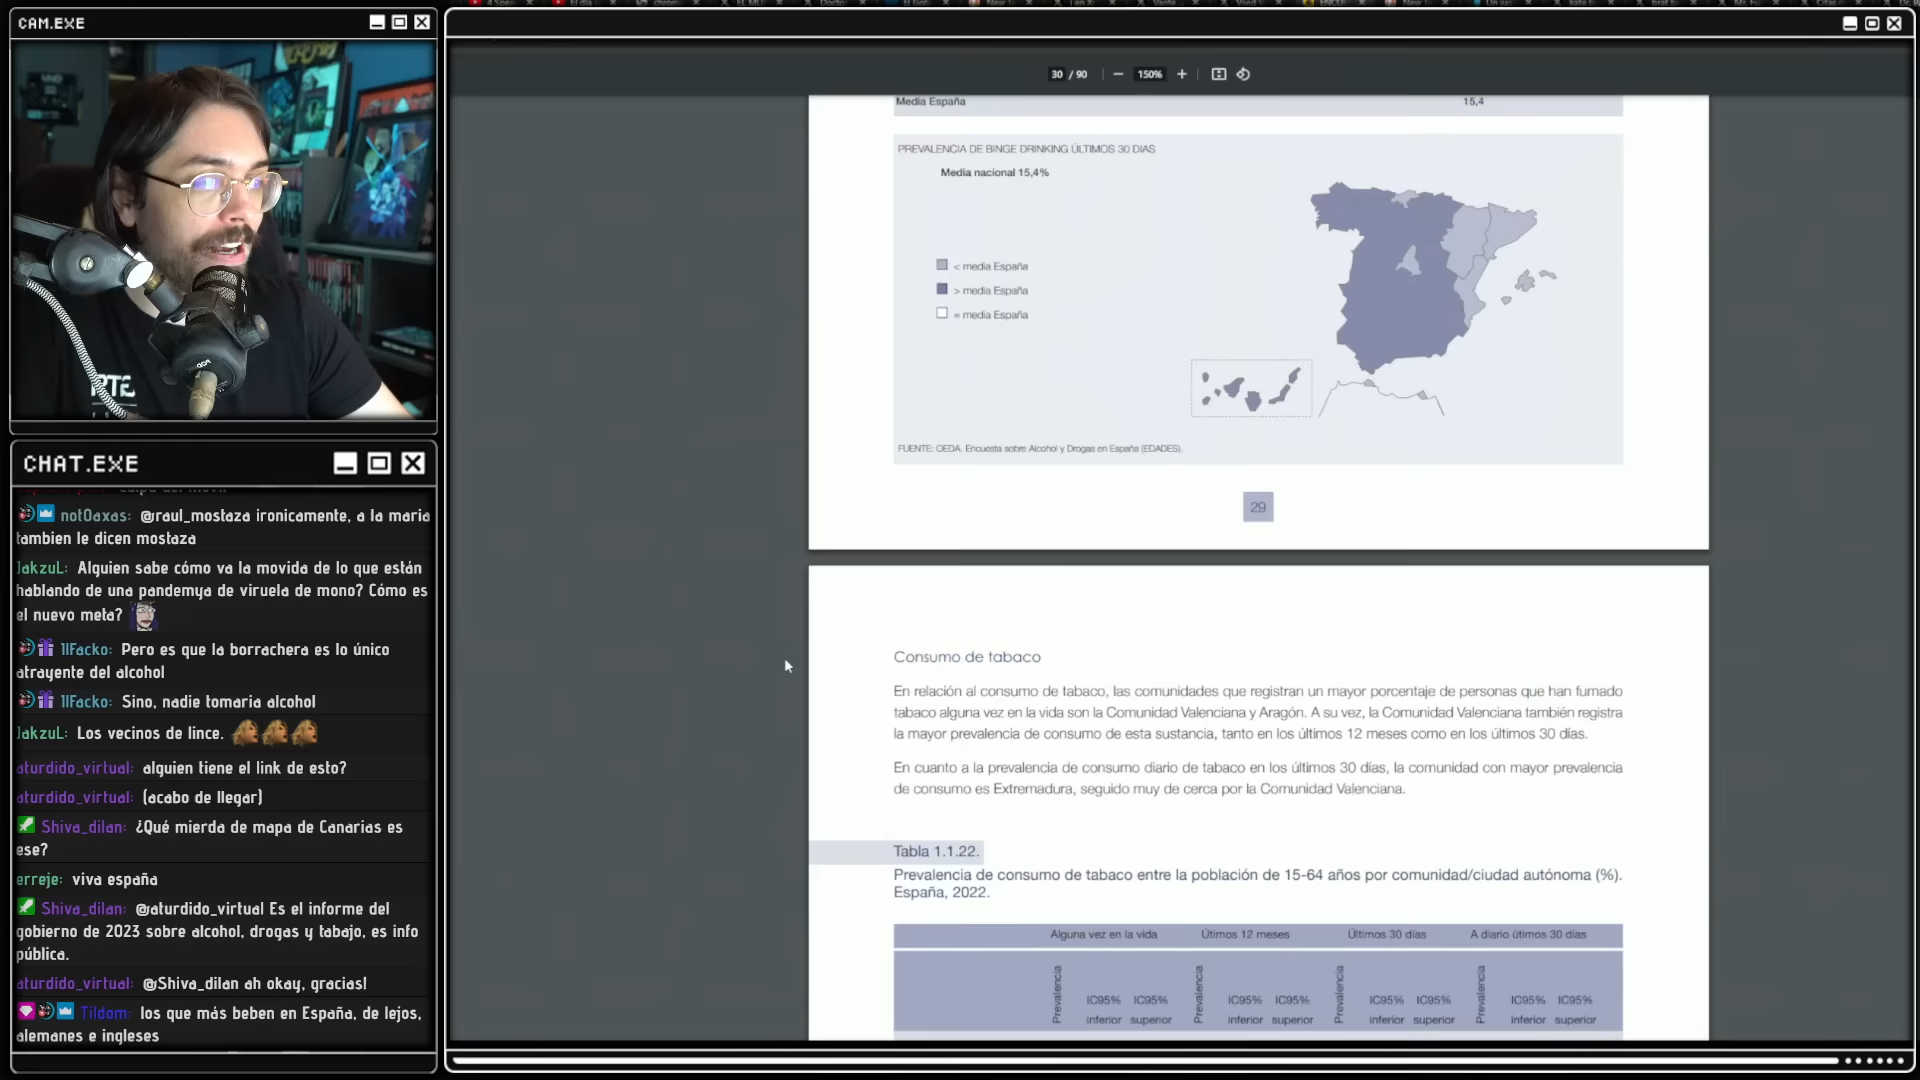 CAM.EXE
30 / 90
150%
Media España
15,4
PREVALENCIA DE BINGE DRINKING ÚLTIMOS 30 DIAS
Media nacional 15,4%
< media España
> media España
= media España
FUENTE: OEDA. Encuesta sobre Alcohol y Drogas en España (EDADES).
29
Consumo de tabaco
En relación al consumo de tabaco, las comunidades que registran un mayor porcentaje de personas que han fumado
tabaco alguna vez en la vida son la Comunidad Valenciana y Aragón. A su vez, la Comunidad Valenciana también registra
la mayor prevalencia de consumo de esta sustancia, tanto en los últimos 12 meses como en los últimos 30 días.
En cuanto a la prevalencia de consumo diario de tabaco en los últimos 30 días, la comunidad con mayor prevalencia
de consumo es Extremadura, seguido muy de cerca por la Comunidad Valenciana.
Tabla 1.1.22.
Prevalencia de consumo de tabaco entre la población de 15-64 años por comunidad/ciudad autónoma (%).
España, 2022.
Alguna vez en la vida Útimos 12 meses Últimos 30 días A diario útimos 30 días
Prevalencia IC95% inferior IC95% superior Prevalencia IC95% inferior IC95% superior Prevalencia IC95% inferior IC95% superior Prevalencia IC95% inferior IC95% superior
CHAT.EXE
notOaxas: @raul_mostaza ironicamente, a la maria
tambien le dicen mostaza
JakzuL: Alguien sabe cómo va la movida de lo que están
hablando de una pandemya de viruela de mono? Cómo es
el nuevo meta?
11Facko: Pero es que la borrachera es lo único
atrayente del alcohol
11Facko: Sino, nadie tomaria alcohol
JakzuL: Los vecinos de lince.
aturdido_virtual: alguien tiene el link de esto?
aturdido_virtual: (acabo de llegar)
Shiva_dilan: ¿Qué mierda de mapa de Canarias es
ese?
erreje: viva españa
Shiva_dilan: @aturdido_virtual Es el informe del
gobierno de 2023 sobre alcohol, drogas y tabajo, es info
pública.
aturdido_virtual: @Shiva_dilan ah okay, gracias!
Tildom: los que más beben en España, de lejos,
alemanes e ingleses